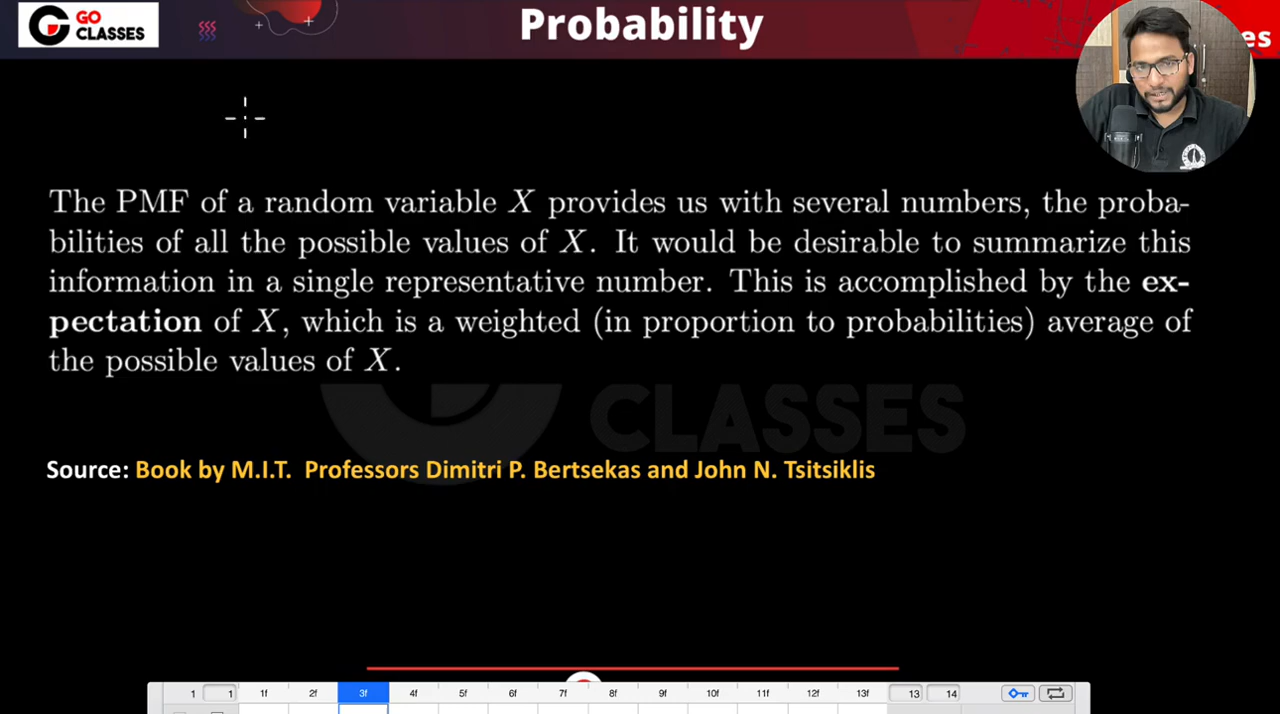 GO
CLASSES
Probability
es
The PMF of a random variable X provides us with several numbers, the proba-
bilities of all the possible values of X. It would be desirable to summarize this
information in a single representative number. This is accomplished by the ex-
pectation of X, which is a weighted (in proportion to probabilities) average of
the possible values of X.
CLASSES
Source: Book by M.I.T. Professors Dimitri P. Bertsekas and John N. Tsitsiklis
1 1 1f 2f 3f 4f 5f 6f 7f 8f 9f 10f 11f 12f 13f 13 14